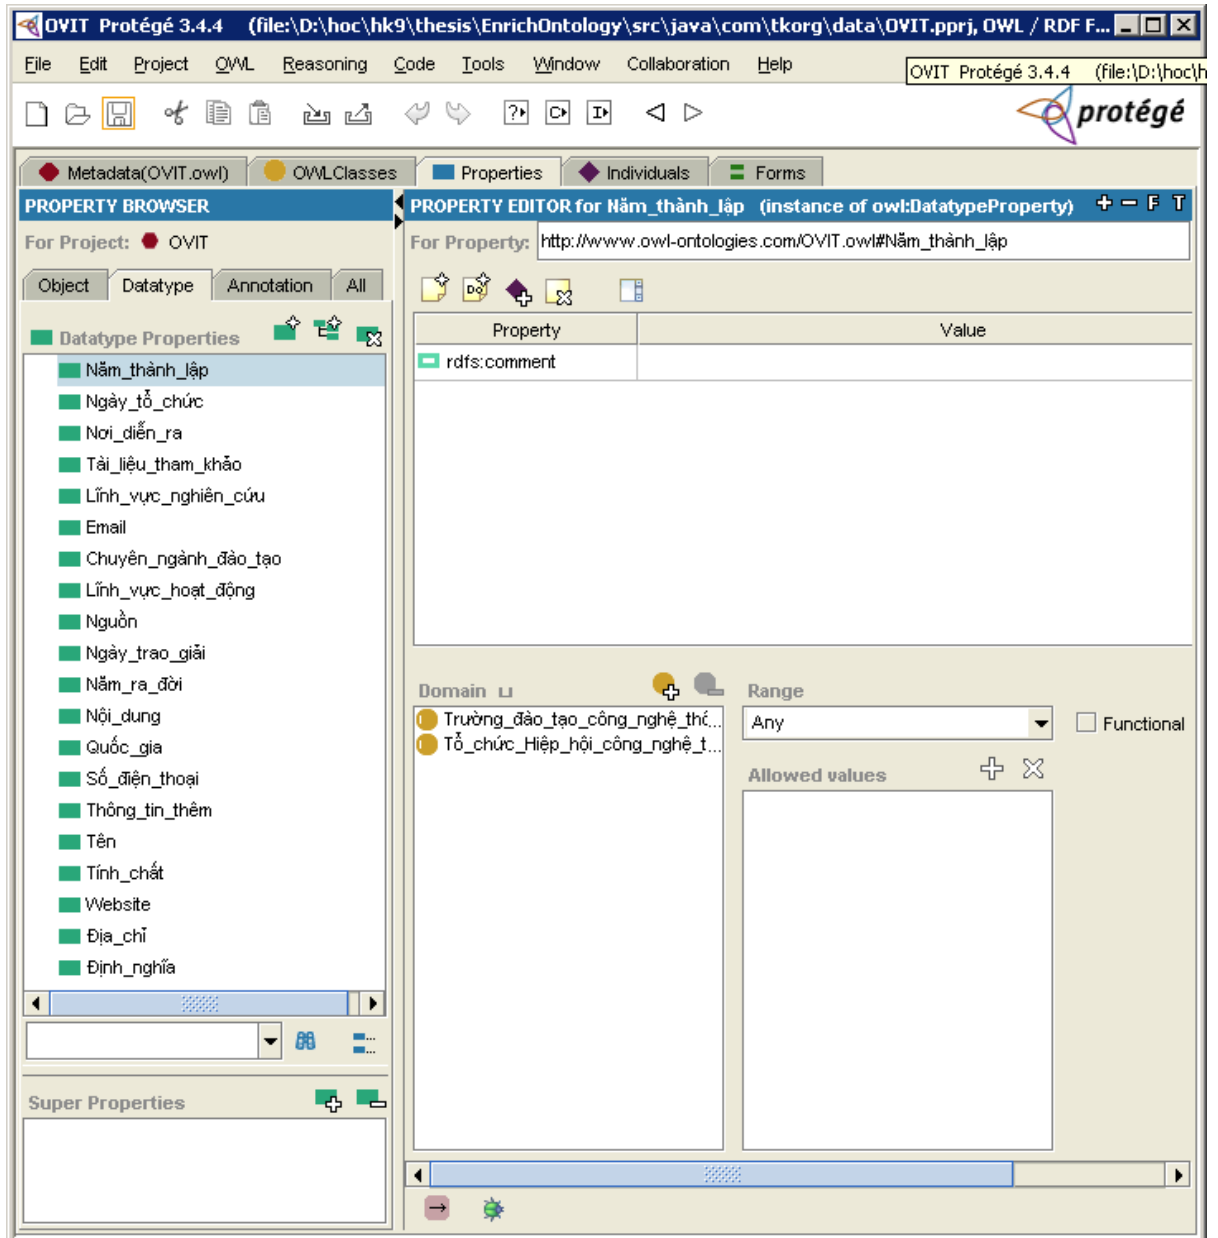 OVIT Protégé 3.4.4 (file:\D:\hoc\hk9\thesis\EnrichOntology\src\java\com\tkorg\data\OVIT.pprj, OWL / RDF F...
File Edit Project OWL Reasoning Code Tools Window Collaboration Help
OVIT Protégé 3.4.4 (file:\D:\hoc\h
protégé
Metadata(OVIT.owl) OWLClasses Properties Individuals Forms
PROPERTY BROWSER
For Project: OVIT
Object Datatype Annotation All
Datatype Properties
Năm_thành_lập
Ngày_tổ_chức
Nơi_diễn_ra
Tài_liệu_tham_khảo
Lĩnh_vực_nghiên_cứu
Email
Chuyên_ngành_đào_tạo
Lĩnh_vực_hoạt_động
Nguồn
Ngày_trao_giải
Năm_ra_đời
Nội_dung
Quốc_gia
Số_điện_thoại
Thông_tin_thêm
Tên
Tính_chất
Website
Địa_chỉ
Định_nghĩa
Super Properties
PROPERTY EDITOR for Năm_thành_lập (instance of owl:DatatypeProperty) F T
For Property: http://www.owl-ontologies.com/OVIT.owl#Năm_thành_lập
Property Value
rdfs:comment
Domain ⊔
Trường_đào_tạo_công_nghệ_thô...
Tổ_chức_Hiệp_hội_công_nghệ_t...
Range
Any
Functional
Allowed values